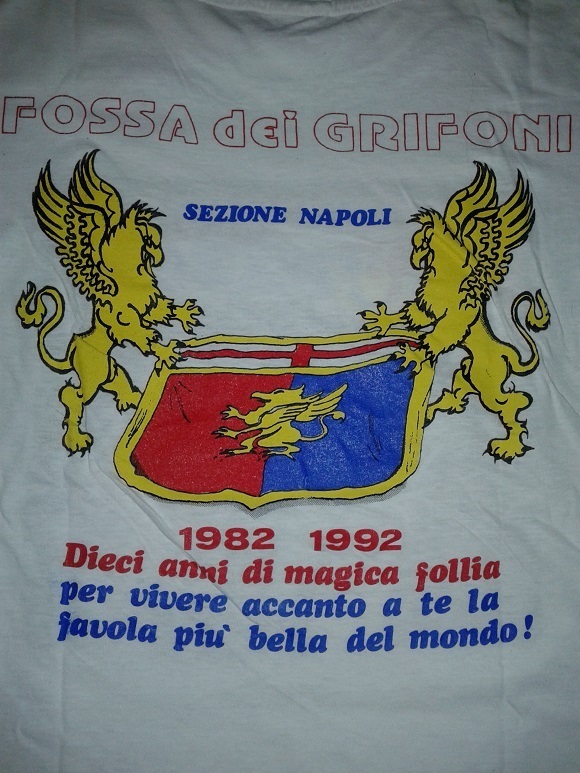 FOSSA dei GRIFONI
SEZIONE NAPOLI
1982 1992
Dieci anni di magica follia
per vivere accanto a te la
favola più bella del mondo!